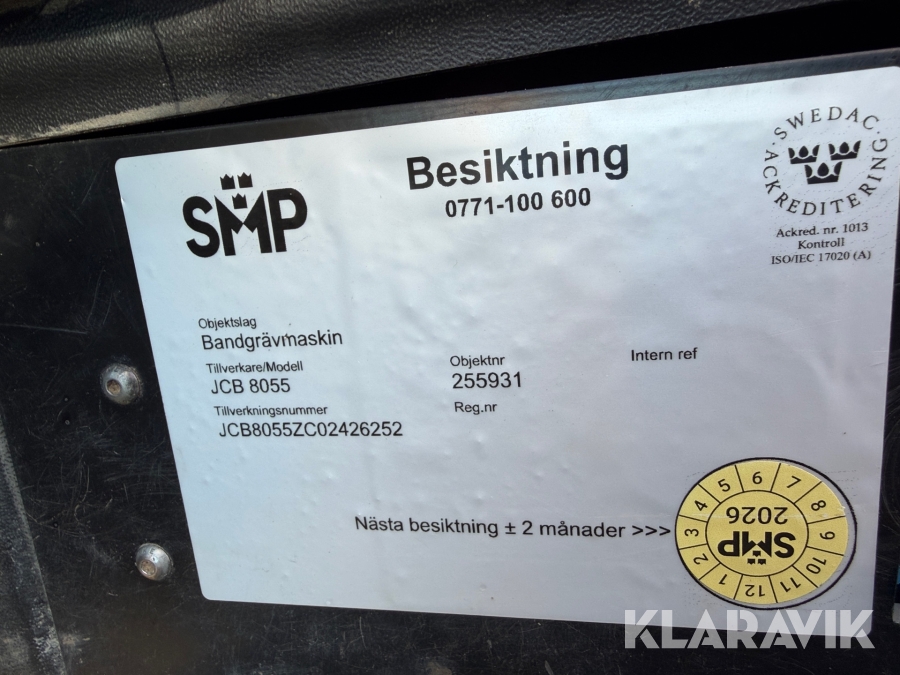 SMP
Besiktning
0771-100 600
SWEDAC
ACKREDITERING
Ackred. nr. 1013
Kontroll
ISO/IEC 17020 (A)
Objektslag
Bandgrävmaskin
Tillverkare/Modell
JCB 8055
Objektnr
255931
Intern ref
Tillverkningsnummer
JCB8055ZC02426252
Reg.nr
Nästa besiktning ± 2 månader >>>
1 2 3 4 5 6 7 8 9 10 11 12
SMP
2026
KLARAVIK